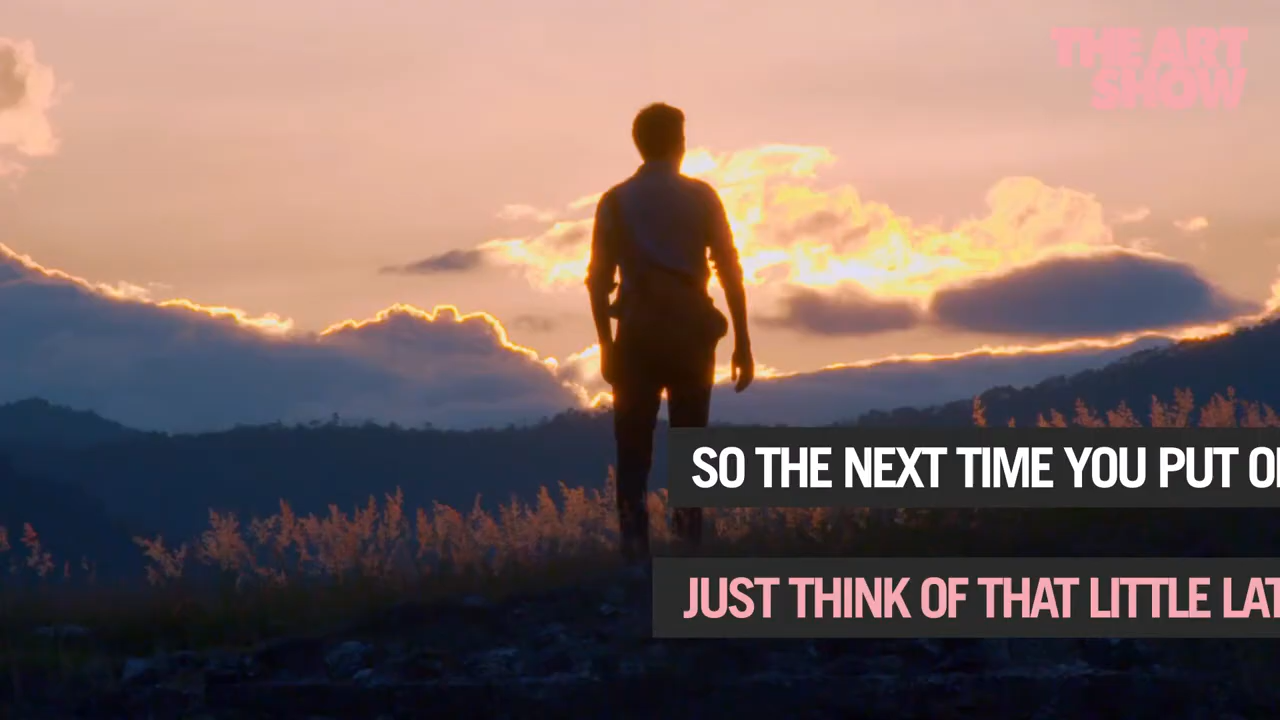 THE ART
SHOW
SO THE NEXT TIME YOU PUT
JUST THINK OF THAT LITTLE